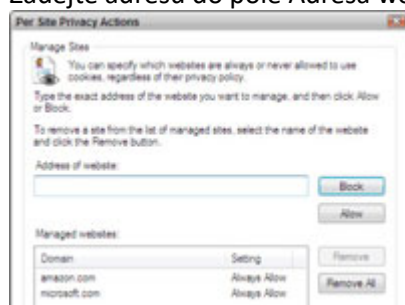 Zadejte adresu do pole Adresa we
Per Site Privacy Actions
Manage Sites
You can specify which websites are always or never allowed to use
cookies, regardless of their privacy policy.
Type the exact address of the website you want to manage, and then click Allow
or Block.
To remove a site from the list of managed sites, select the name of the website
and click the Remove button.
Address of website:
Block
Allow
Managed websites:
Domain Setting Remove
amazon.com Always Allow Remove All
microsoft.com Always Allow